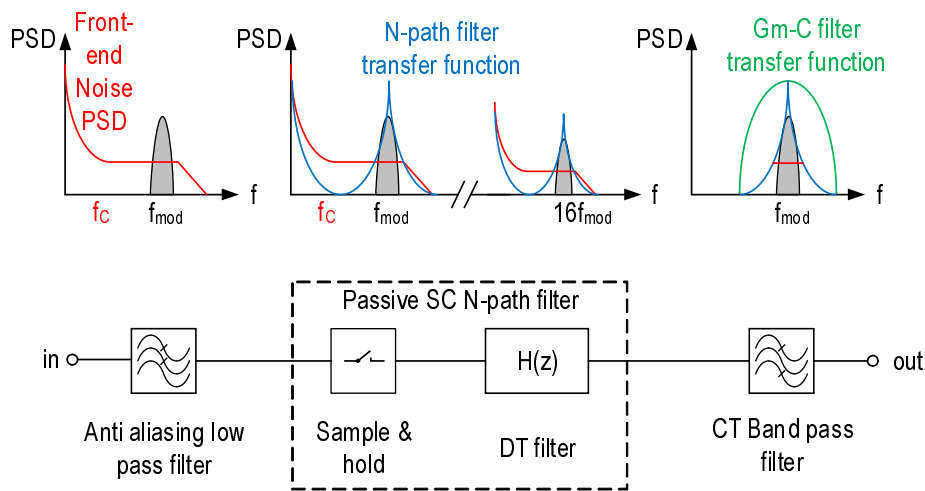 PSD
Front-
end
Noise
PSD
fC
fmod
f
PSD
N-path filter
transfer function
fC
fmod
16fmod
f
PSD
Gm-C filter
transfer function
fmod
f
Passive SC N-path filter
in
H(z)
out
Anti aliasing low
pass filter
Sample &
hold
DT filter
CT Band pass
filter